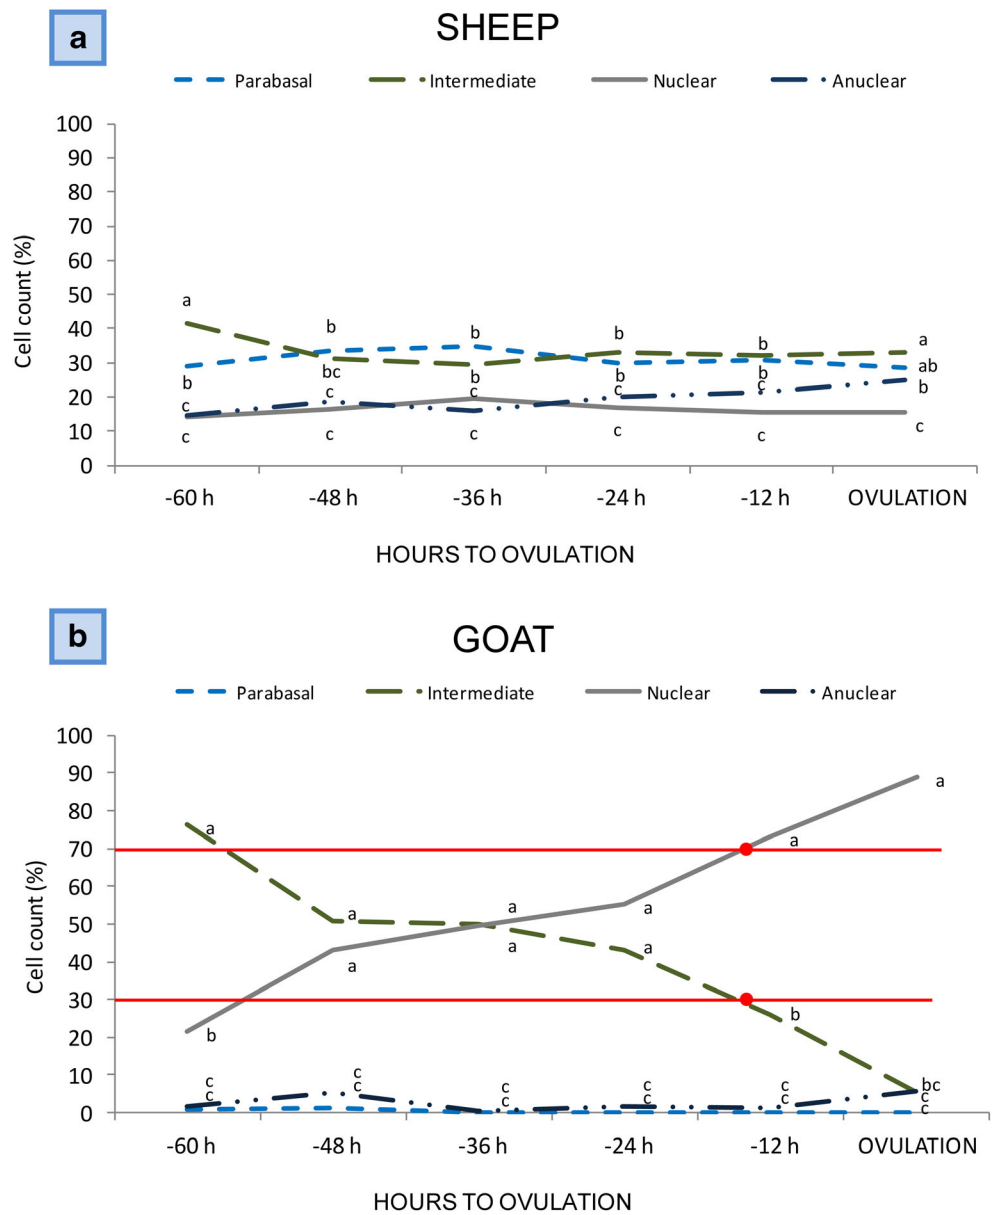 a
SHEEP
Parabasal Intermediate Nuclear Anuclear
100
90
80
70
60
50
40
30
20
10
0
Cell count (%)
a
b
c
c
b
bc
c
c
b
b
c
c
b
b
c
c
b
b
c
c
a
ab
b
c
-60 h -48 h -36 h -24 h -12 h OVULATION
HOURS TO OVULATION
b
GOAT
Parabasal Intermediate Nuclear Anuclear
100
90
80
70
60
50
40
30
20
10
0
Cell count (%)
a
b
c
c
a
a
c
c
a
a
c
c
a
a
c
c
a
b
c
c
a
bc
c
c
-60 h -48 h -36 h -24 h -12 h OVULATION
HOURS TO OVULATION